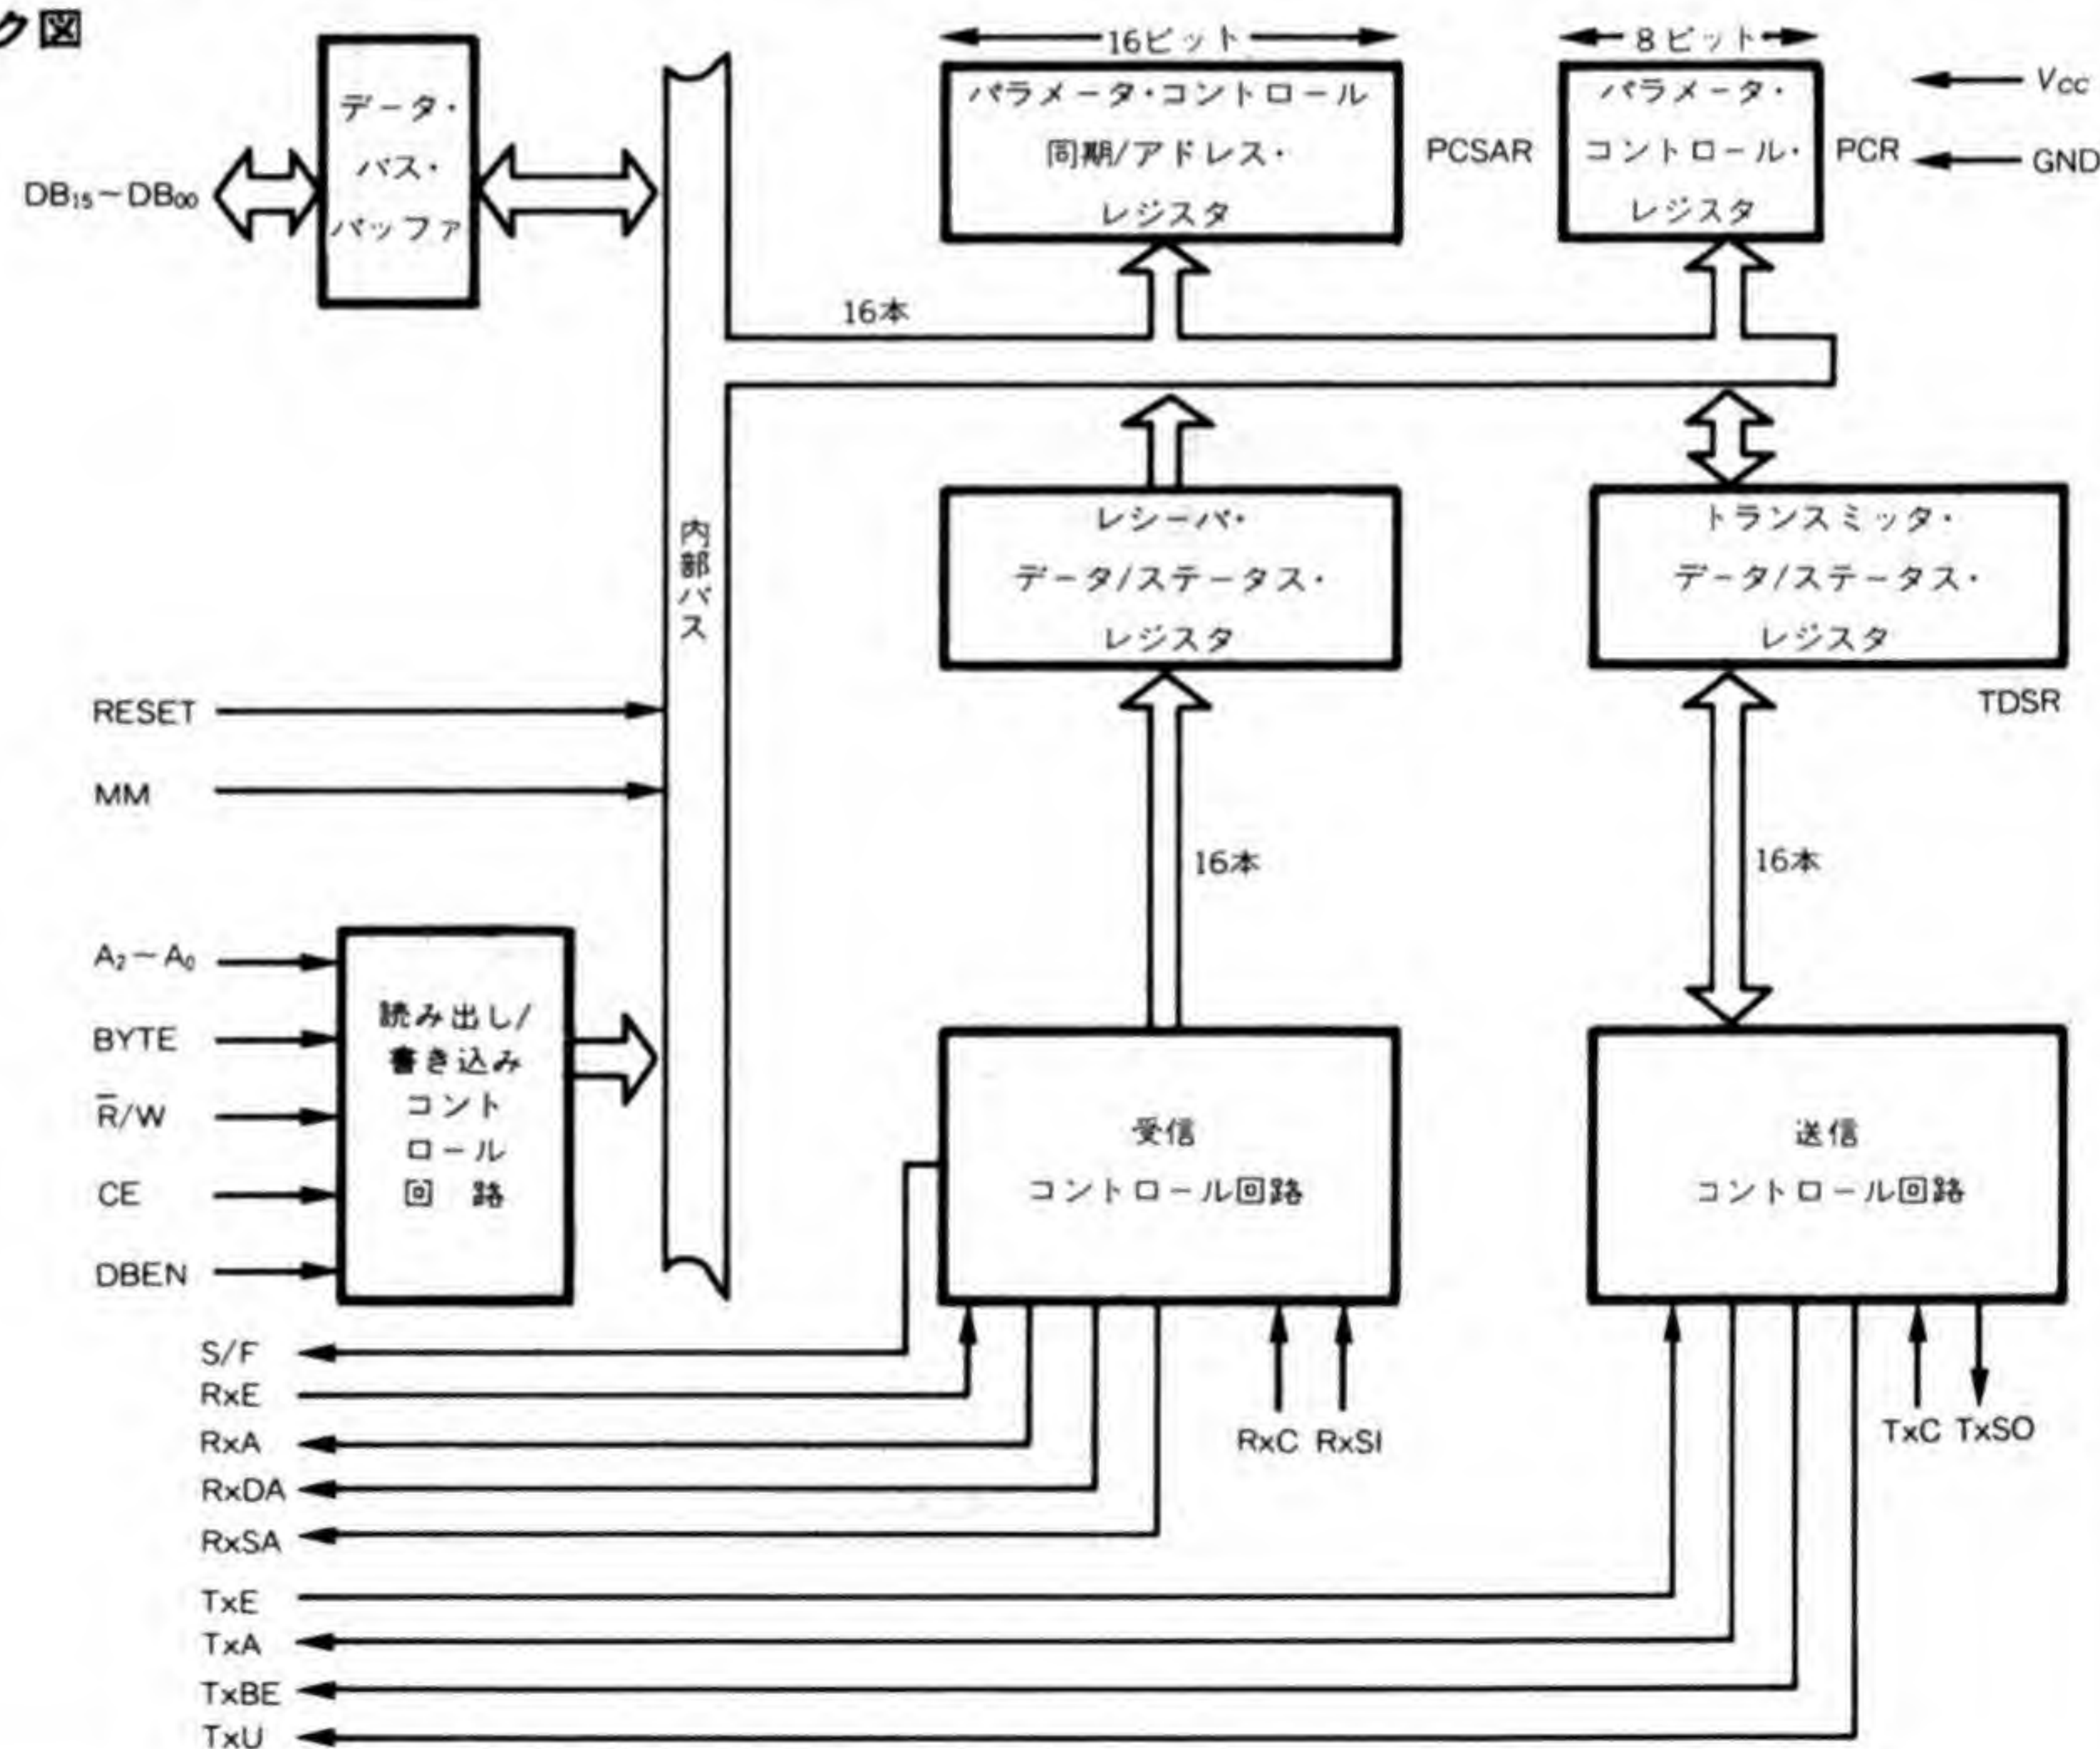 ク図
データ・
バス・
バッファ
DB₁₅～DB₀₀
16ビット
パラメータ・コントロール
同期/アドレス・
レジスタ
PCSAR
8ビット
パラメータ・
コントロール・
レジスタ
PCR
Vcc
GND
16本
内部バス
レシーバ・
データ/ステータス・
レジスタ
トランスミッタ・
データ/ステータス・
レジスタ
TDSR
RESET
MM
16本
16本
A₂～A₀
BYTE
R̅/W
CE
DBEN
読み出し/
書き込み
コント
ロール
回 路
受信
コントロール回路
送信
コントロール回路
S/F
RxE
RxA
RxDA
RxSA
RxC RxSI
TxC TxSO
TxE
TxA
TxBE
TxU